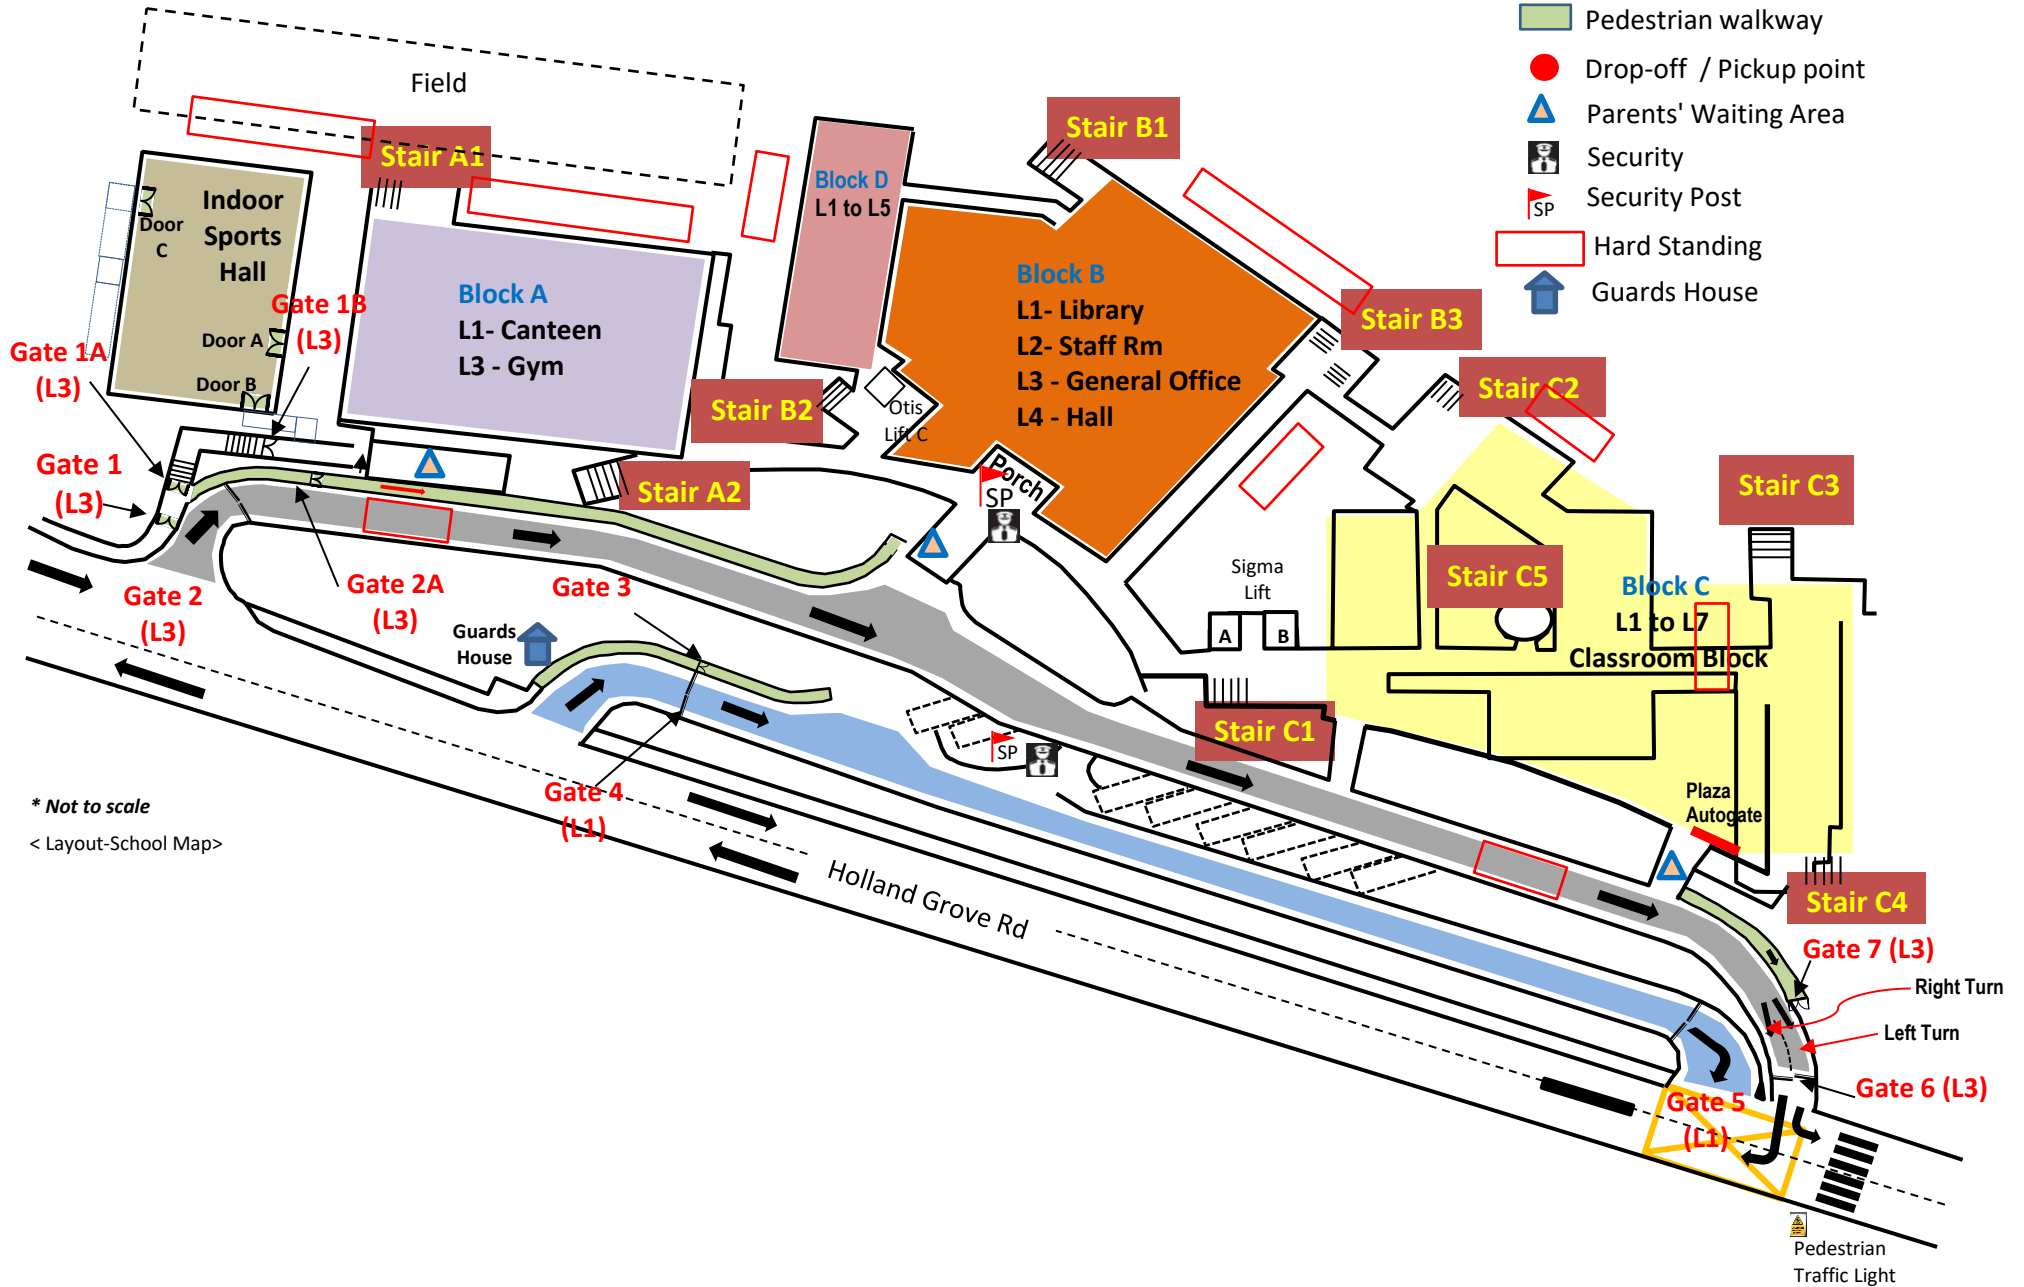 Pedestrian walkway
Drop-off / Pickup point
Parents' Waiting Area
Security
Security Post
SP
Hard Standing
Guards House
Field
Stair A1
Stair B1
Block D
L1 to L5
Indoor
Sports
Hall
Door
C
Door A
Door B
Gate 1B
(L3)
Gate 1A
(L3)
Gate 1
(L3)
Block A
L1- Canteen
L3 - Gym
Block B
L1- Library
L2- Staff Rm
L3 - General Office
L4 - Hall
Stair B3
Stair C2
Stair B2
Otis
Lift C
Stair A2
Porch
SP
Stair C3
Gate 2
(L3)
Gate 2A
(L3)
Gate 3
Guards
House
Sigma
Lift
A
B
Stair C5
Block C
L1 to L7
Classroom Block
Stair C1
SP
Gate 4
(L1)
Plaza
Autogate
* Not to scale
< Layout-School Map>
Holland Grove Rd
Stair C4
Gate 7 (L3)
Right Turn
Left Turn
Gate 6 (L3)
Gate 5
(L1)
Pedestrian
Traffic Light